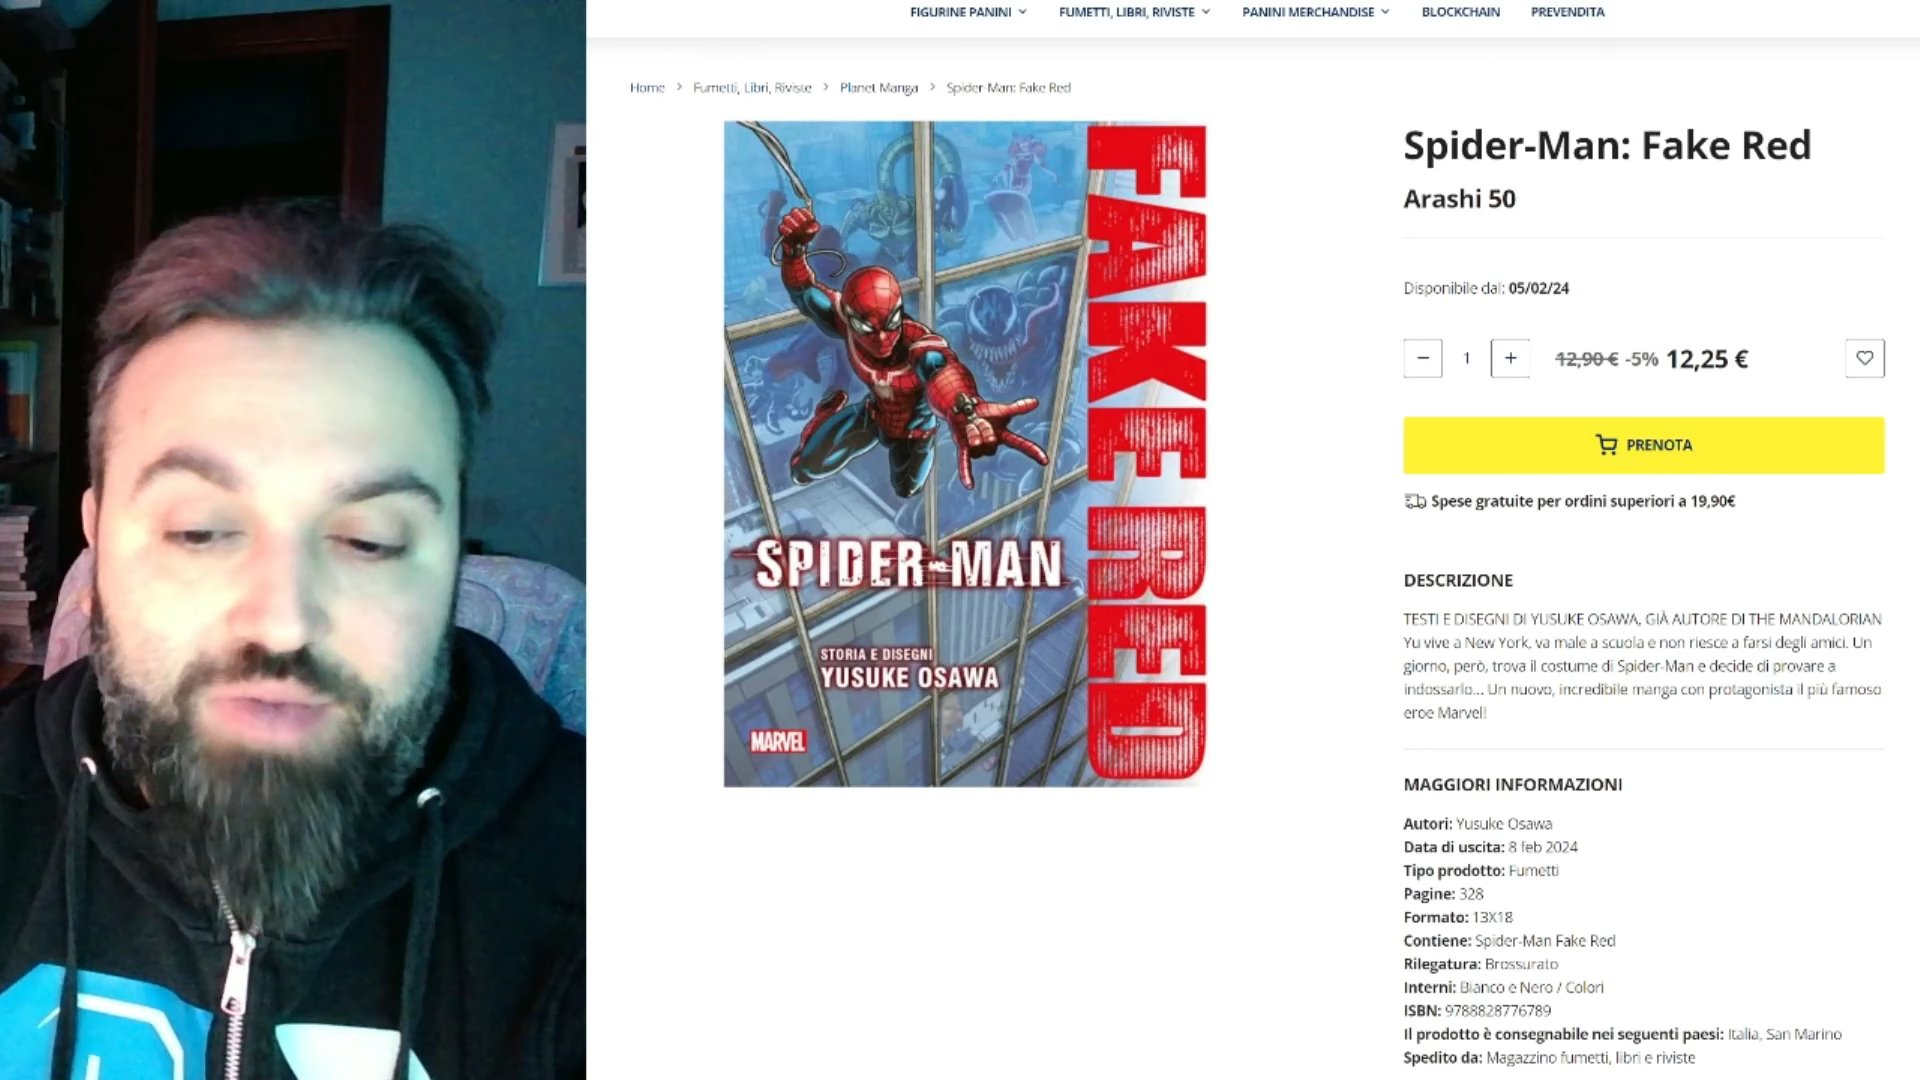 FIGURINE PANINI FUMETTI, LIBRI, RIVISTE PANINI MERCHANDISE BLOCKCHAIN PREVENDITA
Home > Fumetti, Libri, Riviste > Planet Manga > Spider-Man: Fake Red
FAKE RED
SPIDER-MAN
STORIA E DISEGNI
YUSUKE OSAWA
MARVEL
Spider-Man: Fake Red
Arashi 50
Disponibile dal: 05/02/24
1 12,90 € -5% 12,25 €
PRENOTA
Spese gratuite per ordini superiori a 19,90€
DESCRIZIONE
TESTI E DISEGNI DI YUSUKE OSAWA, GIÀ AUTORE DI THE MANDALORIAN
Yu vive a New York, va male a scuola e non riesce a farsi degli amici. Un
giorno, però, trova il costume di Spider-Man e decide di provare a
indossarlo... Un nuovo, incredibile manga con protagonista il più famoso
eroe Marvel!
MAGGIORI INFORMAZIONI
Autori: Yusuke Osawa
Data di uscita: 8 feb 2024
Tipo prodotto: Fumetti
Pagine: 328
Formato: 13X18
Contiene: Spider-Man Fake Red
Rilegatura: Brossurato
Interni: Bianco e Nero / Colori
ISBN: 9788828776789
Il prodotto è consegnabile nei seguenti paesi: Italia, San Marino
Spedito da: Magazzino fumetti, libri e riviste